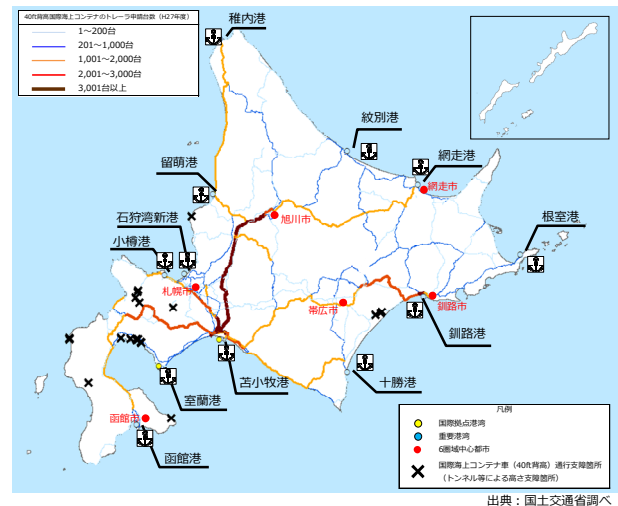 40ft背高国際海上コンテナのトレーラ申請台数（H27年度）
1～200台
201～1,000台
1,001～2,000台
2,001～3,000台
3,001台以上
稚内港
紋別港
網走港
網走市
留萌港
旭川市
石狩湾新港
根室港
小樽港
札幌市
帯広市
釧路市
釧路港
苫小牧港
十勝港
室蘭港
函館市
函館港
凡例
国際拠点港湾
重要港湾
6圏域中心都市
国際海上コンテナ車（40ft背高）通行支障箇所
（トンネル等による高さ支障箇所）
出典：国土交通省調べ